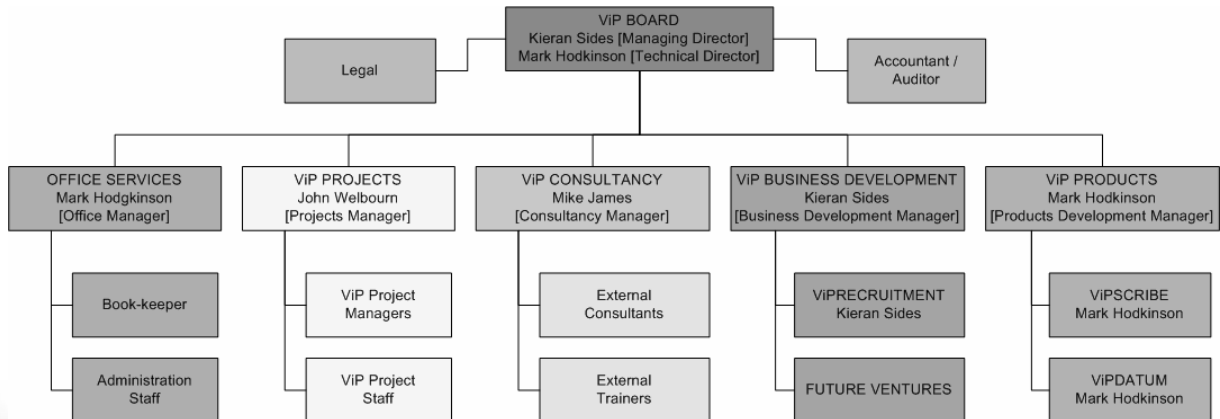 ViP BOARD
Kieran Sides [Managing Director]
Mark Hodkinson [Technical Director]
Legal
Accountant /
Auditor
OFFICE SERVICES
Mark Hodgkinson
[Office Manager]
ViP PROJECTS
John Welbourn
[Projects Manager]
ViP CONSULTANCY
Mike James
[Consultancy Manager]
ViP BUSINESS DEVELOPMENT
Kieran Sides
[Business Development Manager]
ViP PRODUCTS
Mark Hodkinson
[Products Development Manager]
Book-keeper
ViP Project
Managers
External
Consultants
ViPRECRUITMENT
Kieran Sides
ViPSCRIBE
Mark Hodkinson
Administration
Staff
ViP Project
Staff
External
Trainers
FUTURE VENTURES
ViPDATUM
Mark Hodkinson